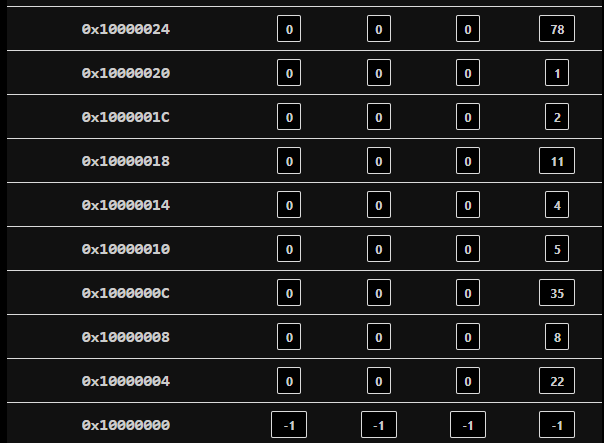 0x10000024 0 0 0 78
0x10000020 0 0 0 1
0x1000001C 0 0 0 2
0x10000018 0 0 0 11
0x10000014 0 0 0 4
0x10000010 0 0 0 5
0x1000000C 0 0 0 35
0x10000008 0 0 0 8
0x10000004 0 0 0 22
0x10000000 -1 -1 -1 -1